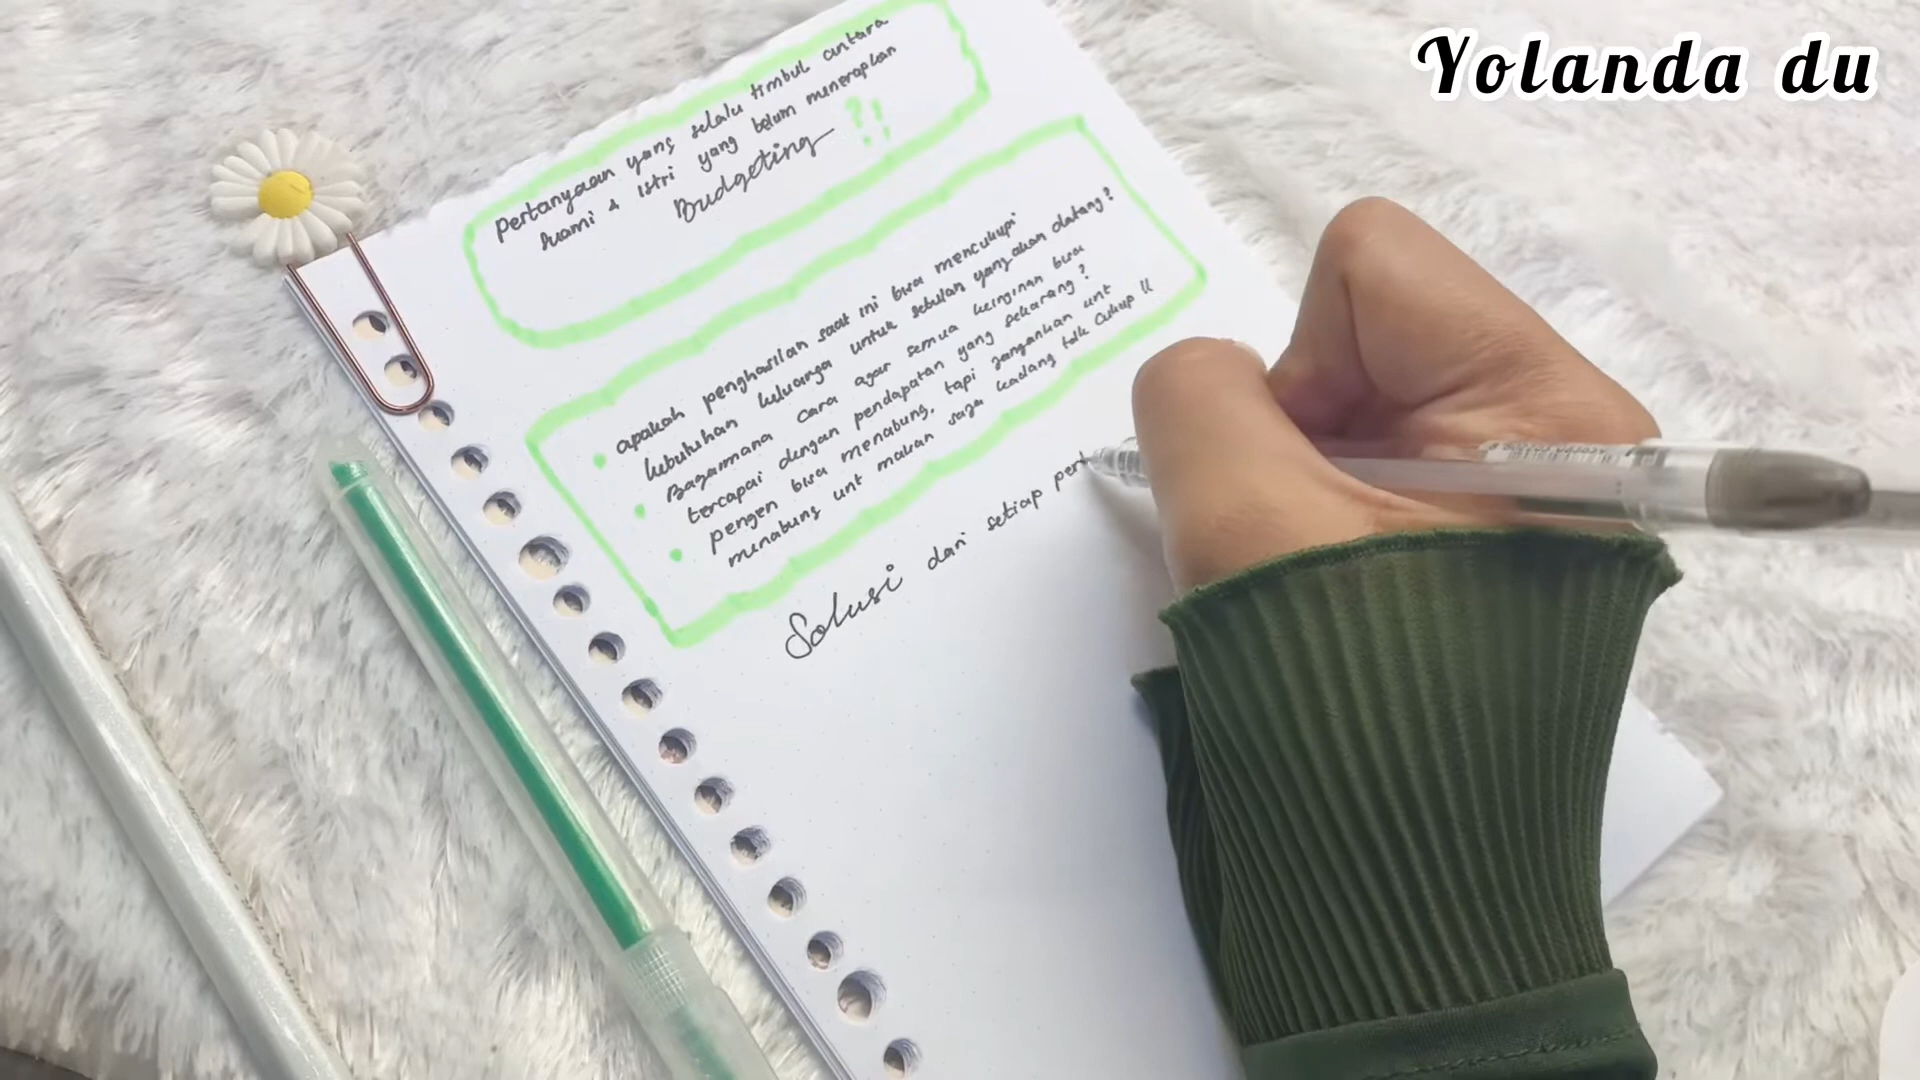 Yolanda du
pertanyaan yang selalu timbul antara
suami & istri yang belum menerapkan
Budgeting ?!
• apakah penghasilan saat ini bisa mencukupi
kebutuhan keluarga untuk sebulan yang akan datang?
• Bagaimana cara agar semua keinginan bisa
tercapai dengan pendapatan yang sekarang?
• pengen bisa menabung, tapi jangankan unt
menabung unt makan saja kadang tdk cukup !!
Solusi dari setiap pert